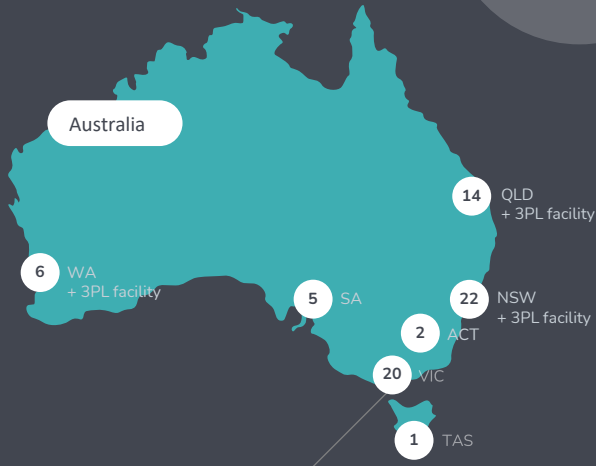 Australia
14
QLD
+ 3PL facility
6
WA
+ 3PL facility
5
SA
22
NSW
+ 3PL facility
2
ACT
20
VIC
1
TAS